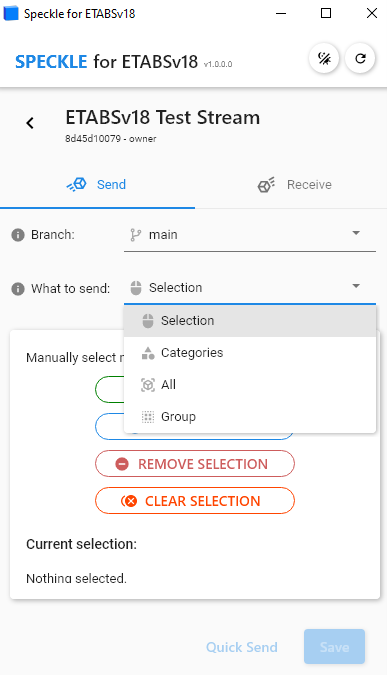 Speckle for ETABSv18
SPECKLE for ETABSv18 v1.0.0.0
ETABSv18 Test Stream
8d45d10079 - owner
Send
Receive
Branch:
main
What to send:
Selection
Selection
Categories
All
Group
Manually select
REMOVE SELECTION
CLEAR SELECTION
Current selection:
Nothing selected.
Quick Send
Save